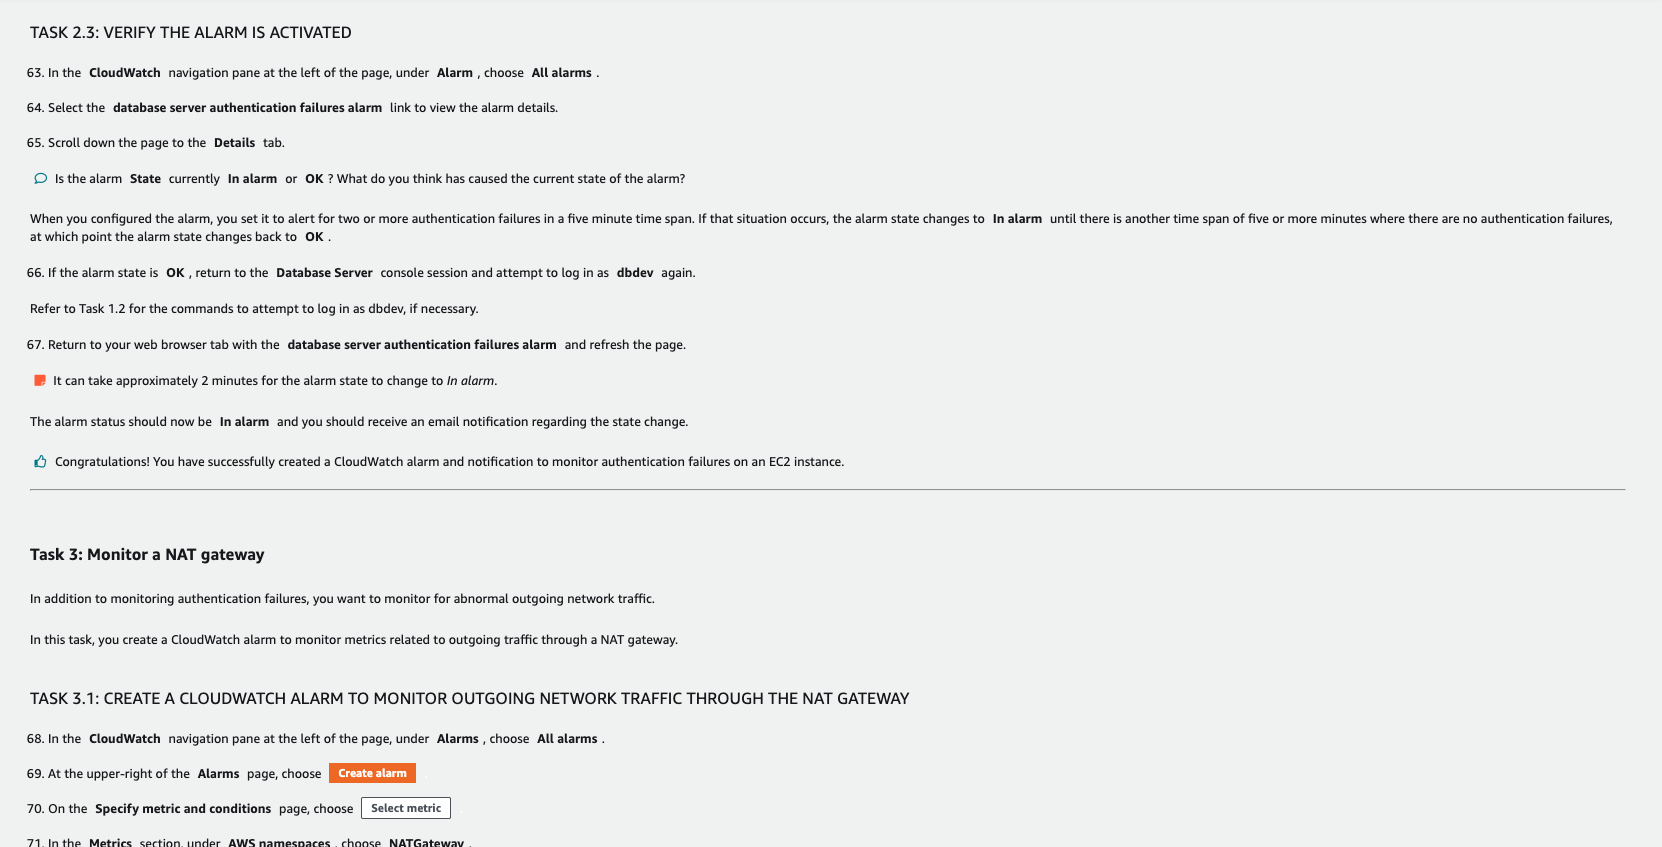 TASK 2.3: VERIFY THE ALARM IS ACTIVATED
63. In the CloudWatch navigation pane at the left of the page, under Alarm , choose All alarms .
64. Select the database server authentication failures alarm link to view the alarm details.
65. Scroll down the page to the Details tab.
Is the alarm State currently In alarm or OK ? What do you think has caused the current state of the alarm?
When you configured the alarm, you set it to alert for two or more authentication failures in a five minute time span. If that situation occurs, the alarm state changes to In alarm until there is another time span of five or more minutes where there are no authentication failures,
at which point the alarm state changes back to OK .
66. If the alarm state is OK , return to the Database Server console session and attempt to log in as dbdev again.
Refer to Task 1.2 for the commands to attempt to log in as dbdev, if necessary.
67. Return to your web browser tab with the database server authentication failures alarm and refresh the page.
It can take approximately 2 minutes for the alarm state to change to In alarm.
The alarm status should now be In alarm and you should receive an email notification regarding the state change.
Congratulations! You have successfully created a CloudWatch alarm and notification to monitor authentication failures on an EC2 instance.
Task 3: Monitor a NAT gateway
In addition to monitoring authentication failures, you want to monitor for abnormal outgoing network traffic.
In this task, you create a CloudWatch alarm to monitor metrics related to outgoing traffic through a NAT gateway.
TASK 3.1: CREATE A CLOUDWATCH ALARM TO MONITOR OUTGOING NETWORK TRAFFIC THROUGH THE NAT GATEWAY
68. In the CloudWatch navigation pane at the left of the page, under Alarms , choose All alarms .
69. At the upper-right of the Alarms page, choose Create alarm .
70. On the Specify metric and conditions page, choose Select metric
71. In the Metrics section, under AWS namespaces , choose NATGateway .